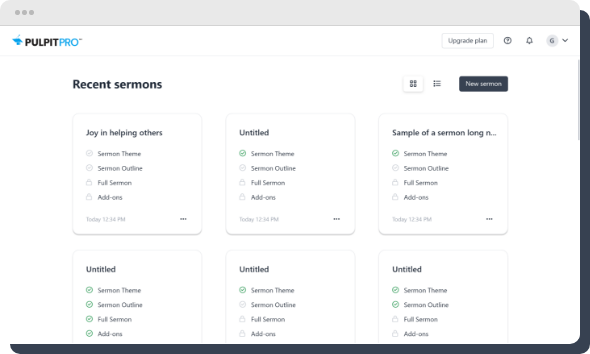 PULPITPRO™
Upgrade plan
G
Recent sermons
New sermon
Joy in helping others
Sermon Theme
Sermon Outline
Full Sermon
Add-ons
Today 12:34 PM
Untitled
Sermon Theme
Sermon Outline
Full Sermon
Add-ons
Today 12:34 PM
Sample of a sermon long n...
Sermon Theme
Sermon Outline
Full Sermon
Add-ons
Today 12:34 PM
Untitled
Sermon Theme
Sermon Outline
Full Sermon
Add-ons
Untitled
Sermon Theme
Sermon Outline
Full Sermon
Add-ons
Untitled
Sermon Theme
Sermon Outline
Full Sermon
Add-ons